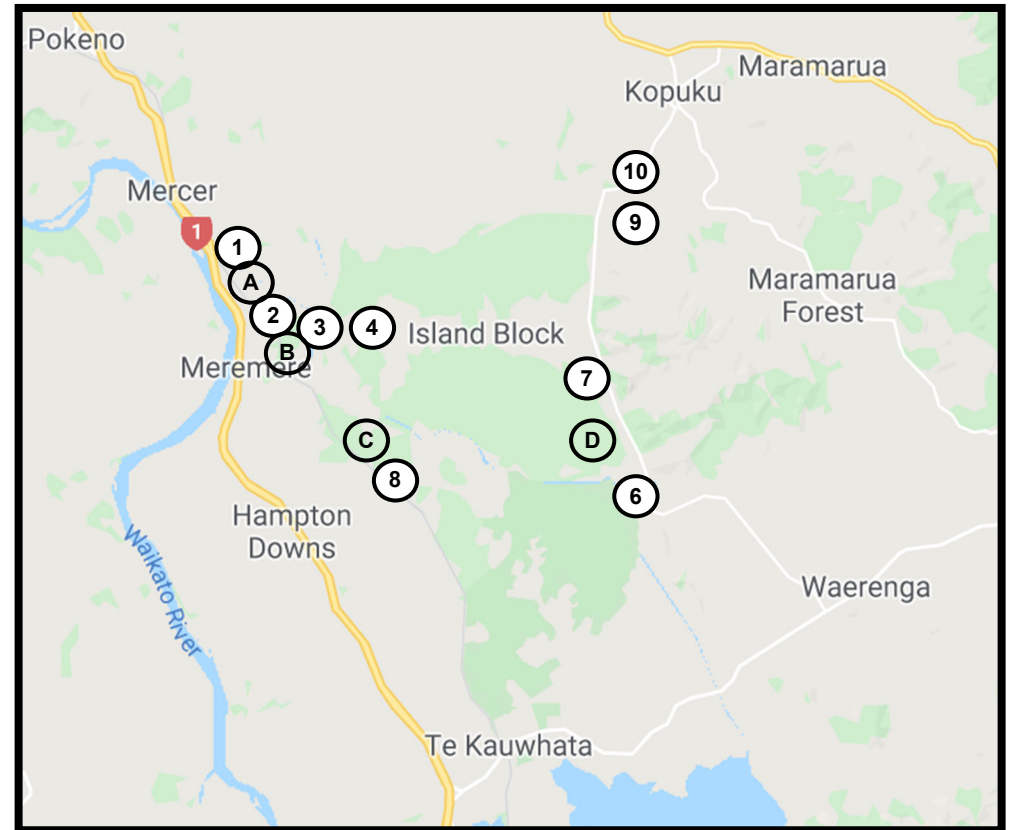 Pokeno
Maramarua
Kopuku
10
Mercer
9
1
1
A
Maramarua
Forest
2
3
4
Island Block
B
Meremere
7
C
D
8
6
Hampton
Downs
Waikato River
Waerenga
Te Kauwhata